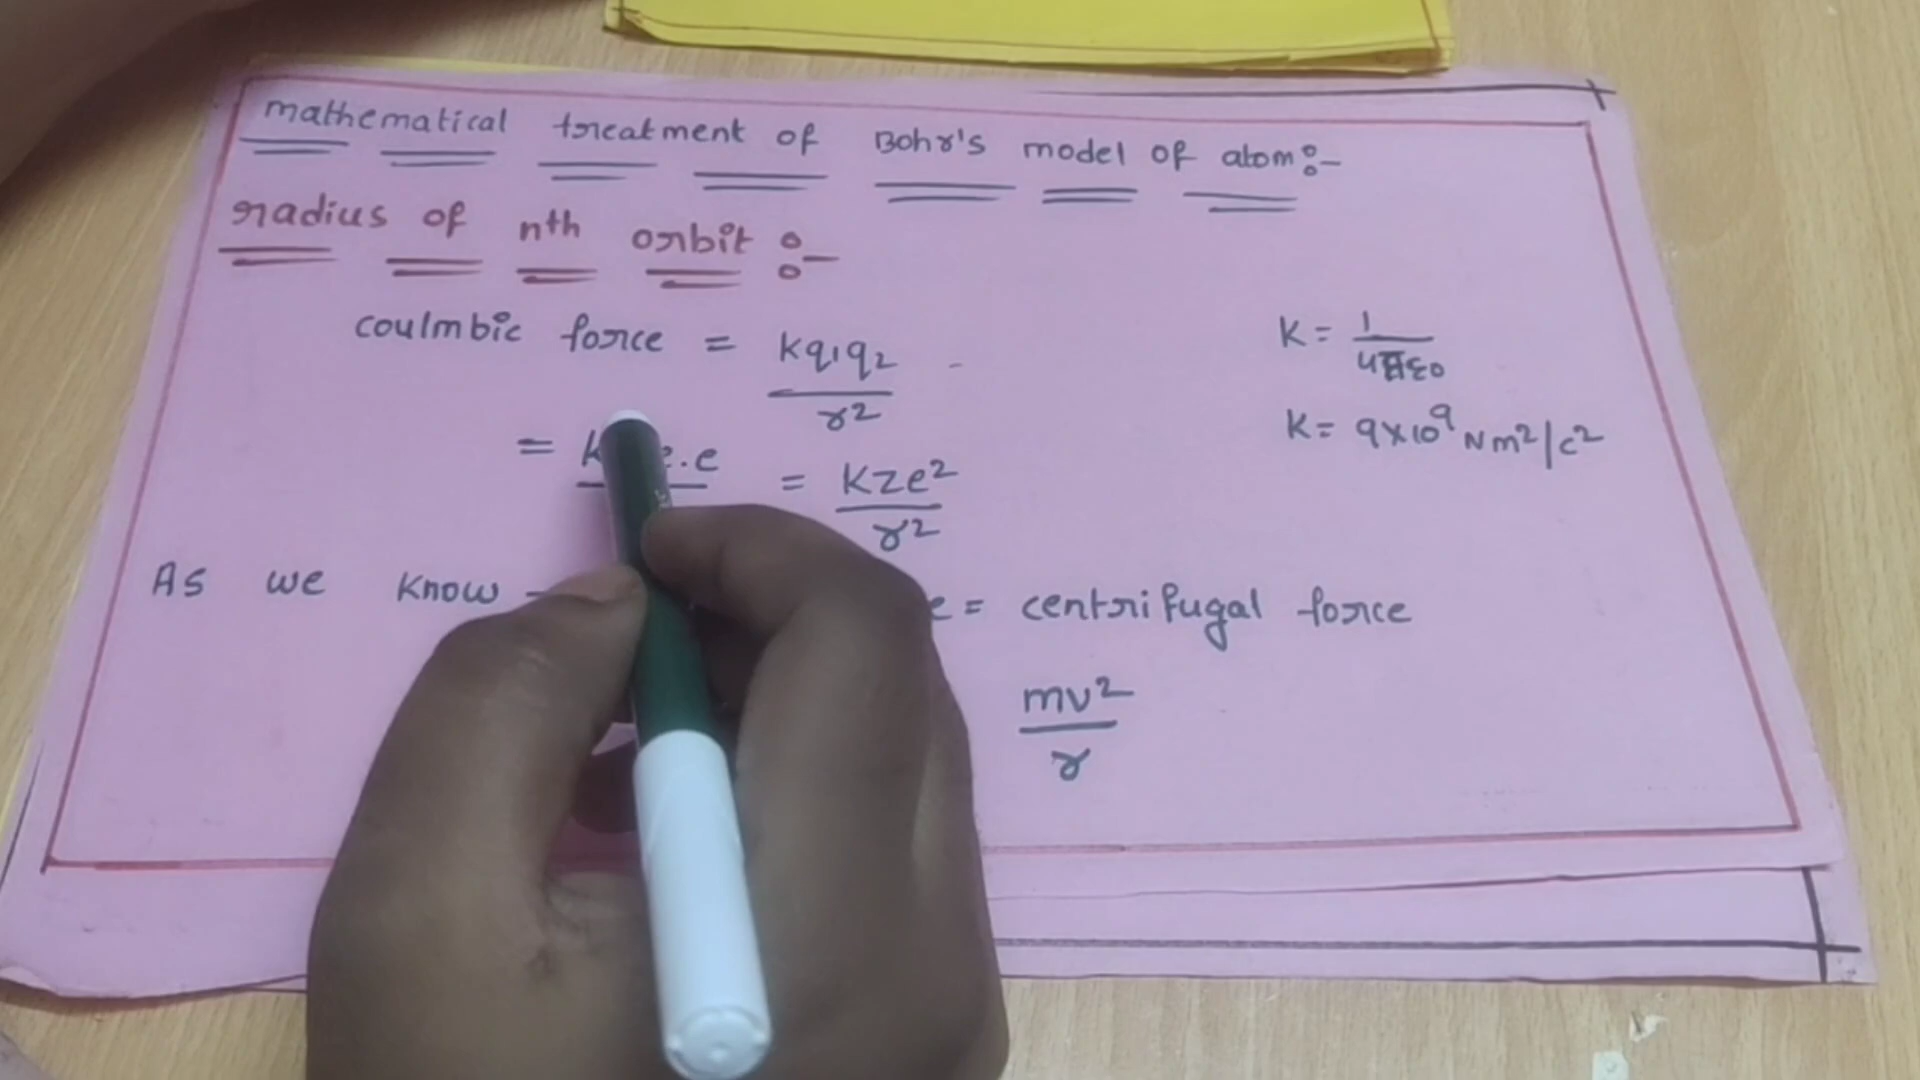 mathematical treatment of Bohr's model of atom:-
radius of nth orbit :-
coulmbic force = kq1q2 / r2
K = 1 / 4πε0
K = 9x10^9 Nm2/c2
= e.e = KZe2 / r2
As we know = centrifugal force
mv2 / r